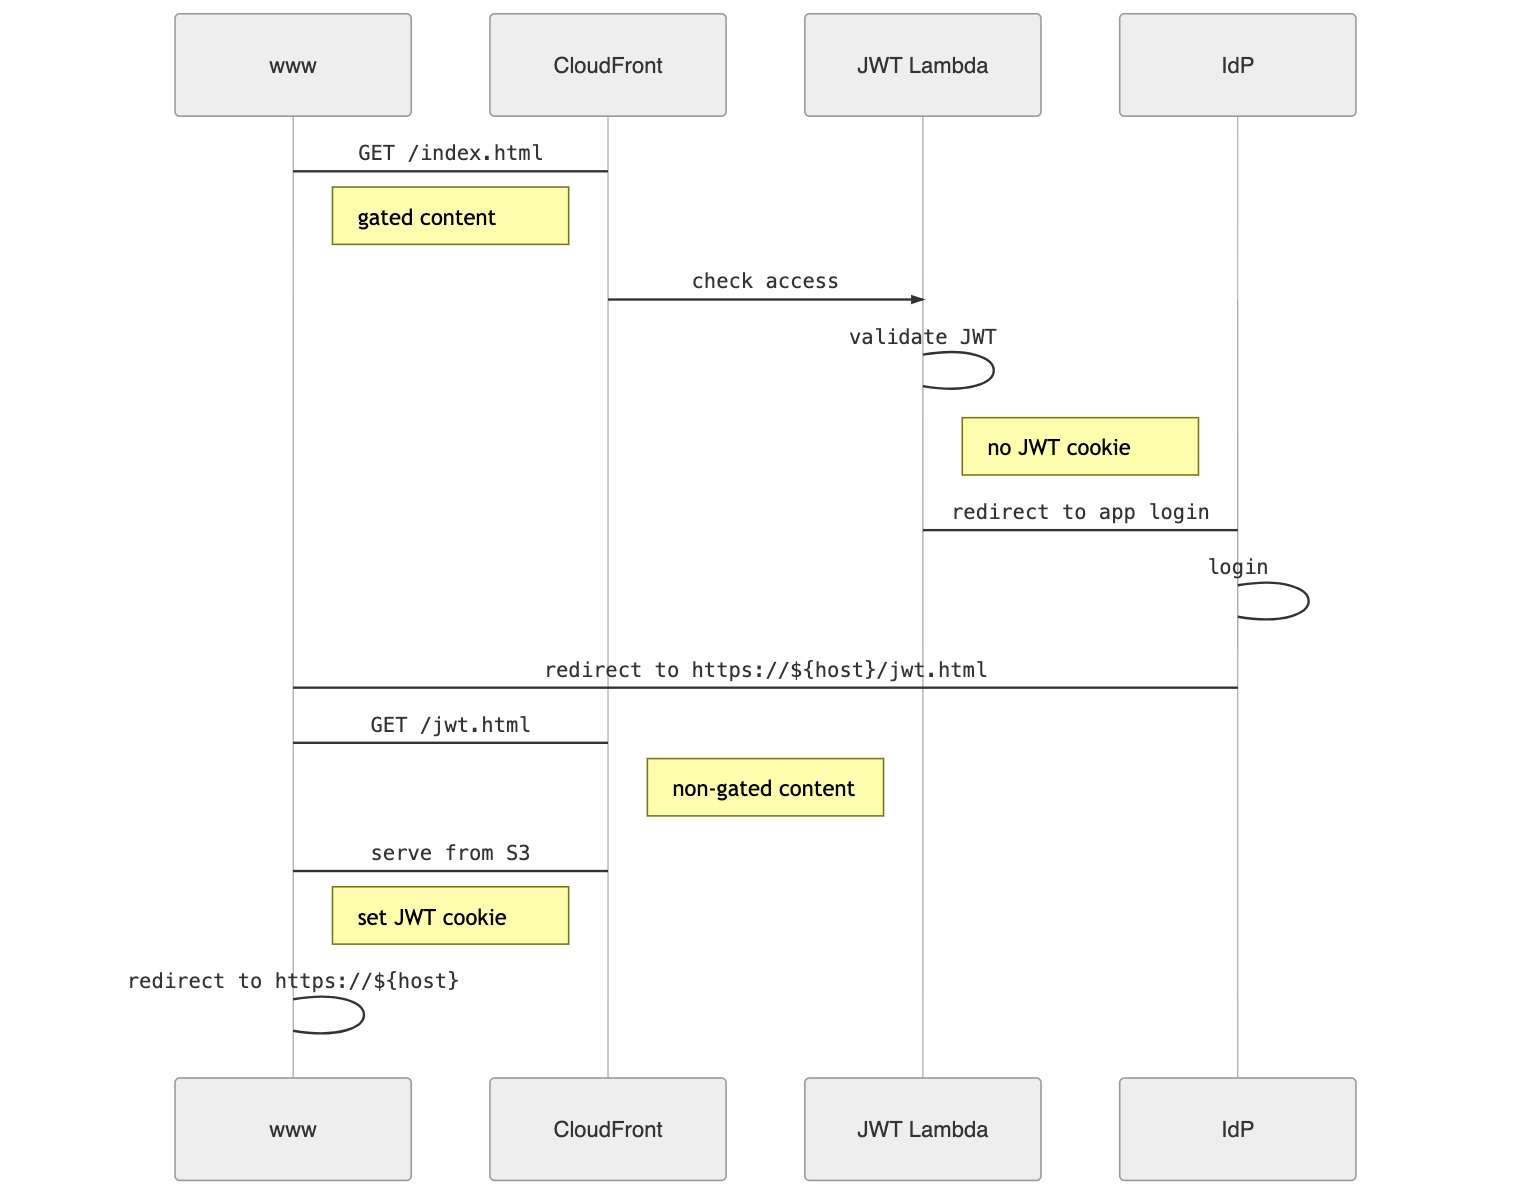 www
CloudFront
JWT Lambda
IdP
GET /index.html
gated content
check access
validate JWT
no JWT cookie
redirect to app login
login
redirect to https://${host}/jwt.html
GET /jwt.html
non-gated content
serve from S3
set JWT cookie
redirect to https://${host}
www
CloudFront
JWT Lambda
IdP